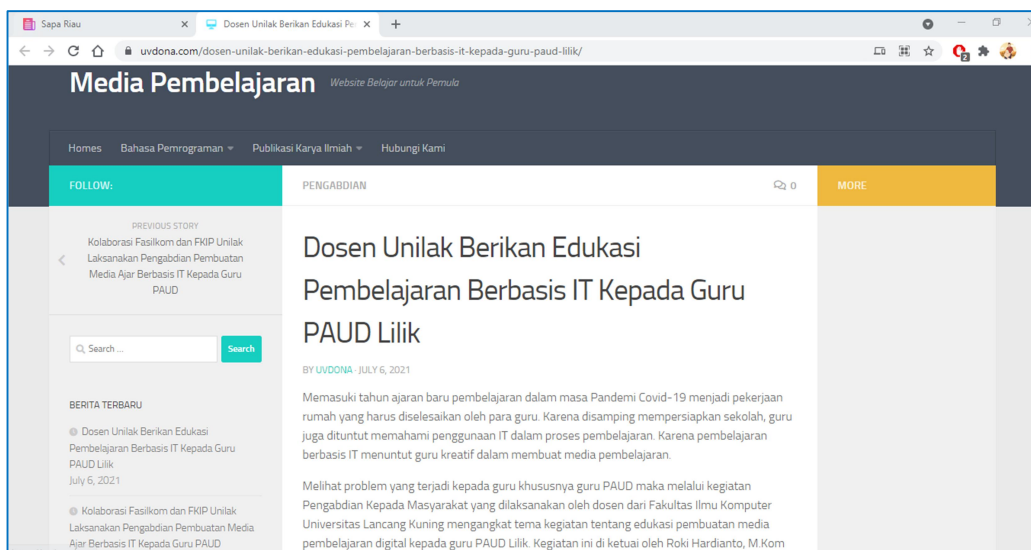 Sapa Riau
Dosen Unilak Berikan Edukasi Pe
uvdona.com/dosen-unilak-berikan-edukasi-pembelajaran-berbasis-it-kepada-guru-paud-lilik/
2
Media Pembelajaran
Website Belajar untuk Pemula
Homes
Bahasa Pemrograman
Publikasi Karya Ilmiah
Hubungi Kami
FOLLOW:
PREVIOUS STORY
Kolaborasi Fasilkom dan FKIP Unilak
Laksanakan Pengabdian Pembuatan
Media Ajar Berbasis IT Kepada Guru
PAUD
Search ...
Search
BERITA TERBARU
Dosen Unilak Berikan Edukasi
Pembelajaran Berbasis IT Kepada Guru
PAUD Lilik
July 6, 2021
Kolaborasi Fasilkom dan FKIP Unilak
Laksanakan Pengabdian Pembuatan Media
Ajar Berbasis IT Kepada Guru PAUD
PENGABDIAN
0
Dosen Unilak Berikan Edukasi
Pembelajaran Berbasis IT Kepada Guru
PAUD Lilik
BY UVDONA · JULY 6, 2021
Memasuki tahun ajaran baru pembelajaran dalam masa Pandemi Covid-19 menjadi pekerjaan
rumah yang harus diselesaikan oleh para guru. Karena disamping mempersiapkan sekolah, guru
juga dituntut memahami penggunaan IT dalam proses pembelajaran. Karena pembelajaran
berbasis IT menuntut guru kreatif dalam membuat media pembelajaran.
Melihat problem yang terjadi kepada guru khususnya guru PAUD maka melalui kegiatan
Pengabdian Kepada Masyarakat yang dilaksanakan oleh dosen dari Fakultas Ilmu Komputer
Universitas Lancang Kuning mengangkat tema kegiatan tentang edukasi pembuatan media
pembelajaran digital kepada guru PAUD Lilik. Kegiatan ini di ketuai oleh Roki Hardianto, M.Kom
MORE